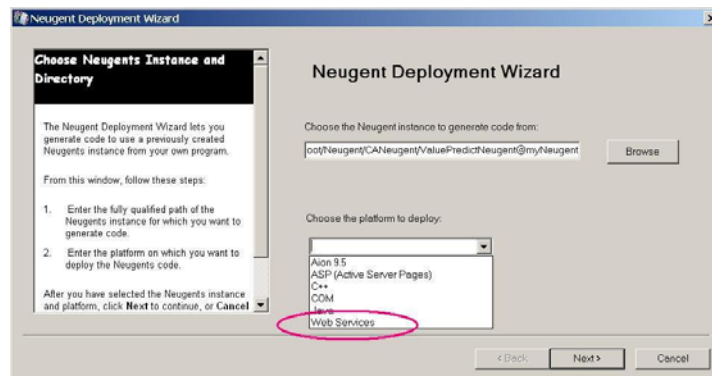 Neugent Deployment Wizard
Choose Neugents Instance and
Directory
The Neugent Deployment Wizard lets you
generate code to use a previously created
Neugents instance from your own program.
From this window, follow these steps:
1. Enter the fully qualified path of the
Neugents instance for which you want to
generate code.
2. Enter the platform on which you want to
deploy the Neugents code.
After you have selected the Neugents instance
and platform, click Next to continue, or Cancel
Neugent Deployment Wizard
Choose the Neugent instance to generate code from:
oot/Neugent/CANeugent/ValuePredictNeugent@myNeugent
Browse
Choose the platform to deploy:
Aion 9.5
ASP (Active Server Pages)
C++
COM
Java
Web Services
< Back
Next >
Cancel